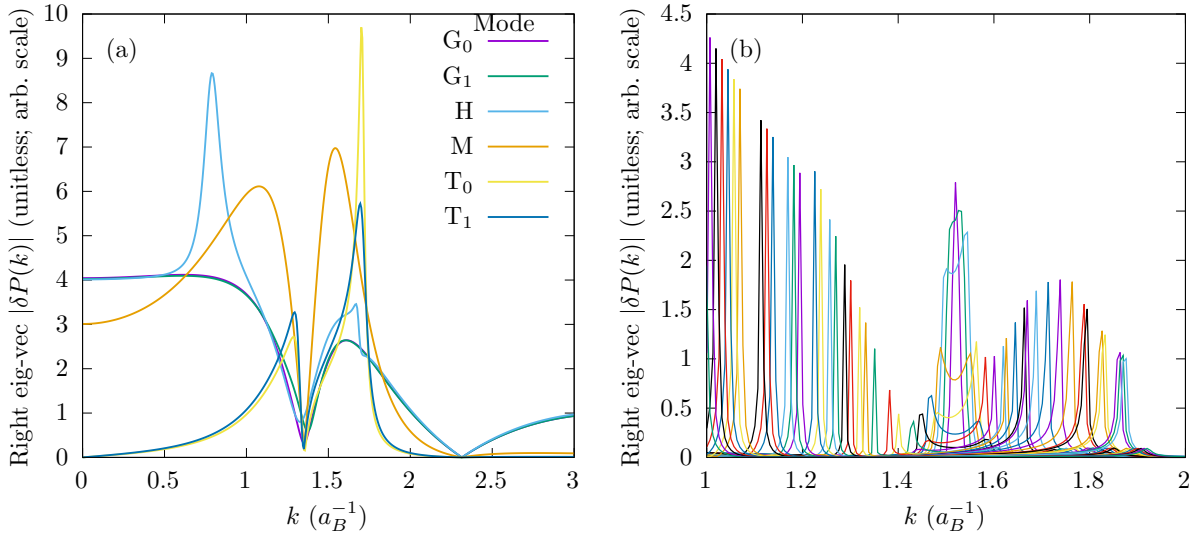 Right eig-vec |δP(k)| (unitless; arb. scale)
10
9
8
7
6
5
4
3
2
1
0
(a)
Mode
G₀
G₁
H
M
T₀
T₁
0
0.5
1
1.5
2
2.5
3
k (a_B⁻¹)
Right eig-vec |δP(k)| (unitless; arb. scale)
4.5
4
3.5
3
2.5
2
1.5
1
0.5
0
(b)
1
1.2
1.4
1.6
1.8
2
k (a_B⁻¹)